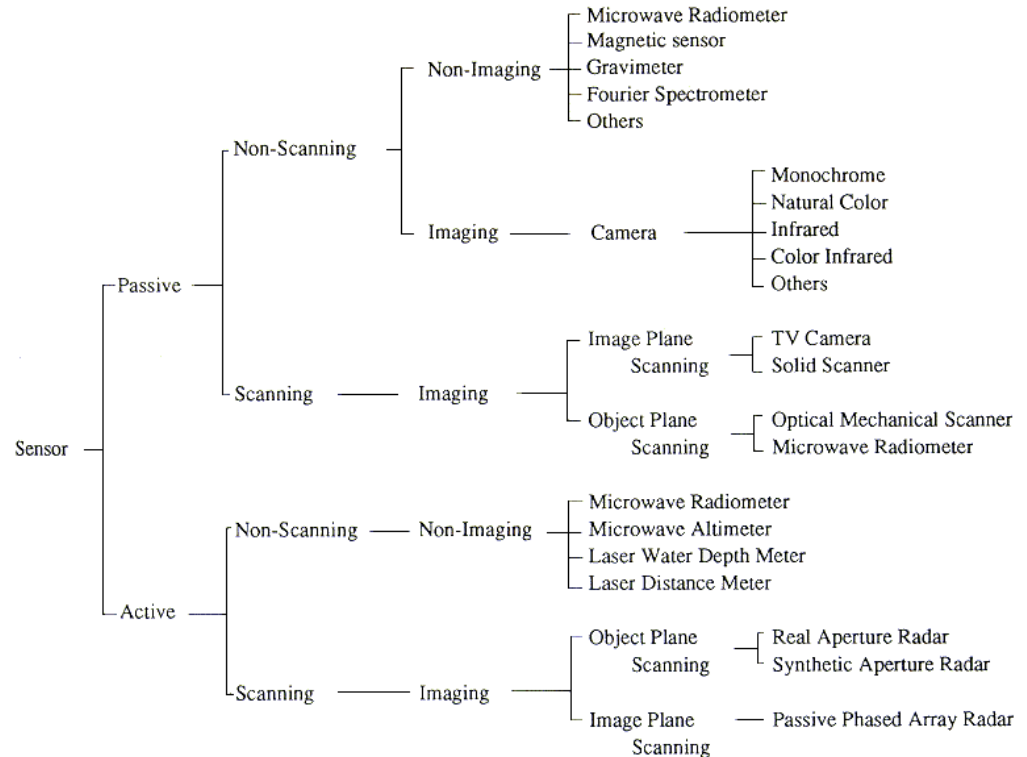 Microwave Radiometer
Magnetic sensor
Non-Imaging
Gravimeter
Fourier Spectrometer
Others
Non-Scanning
Monochrome
Natural Color
Imaging
Camera
Infrared
Color Infrared
Others
Passive
Image Plane
Scanning
TV Camera
Solid Scanner
Scanning
Imaging
Object Plane
Scanning
Optical Mechanical Scanner
Microwave Radiometer
Sensor
Microwave Radiometer
Non-Scanning
Non-Imaging
Microwave Altimeter
Laser Water Depth Meter
Laser Distance Meter
Active
Object Plane
Scanning
Real Aperture Radar
Synthetic Aperture Radar
Scanning
Imaging
Image Plane
Scanning
Passive Phased Array Radar